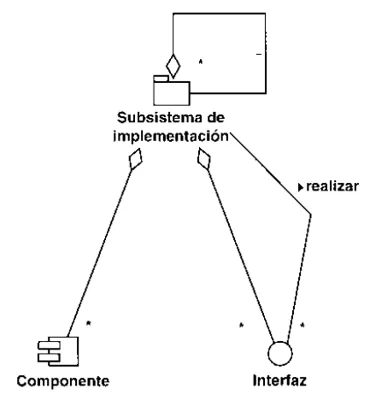 *
Subsistema de
implementación
realizar
*
*
*
Componente
Interfaz